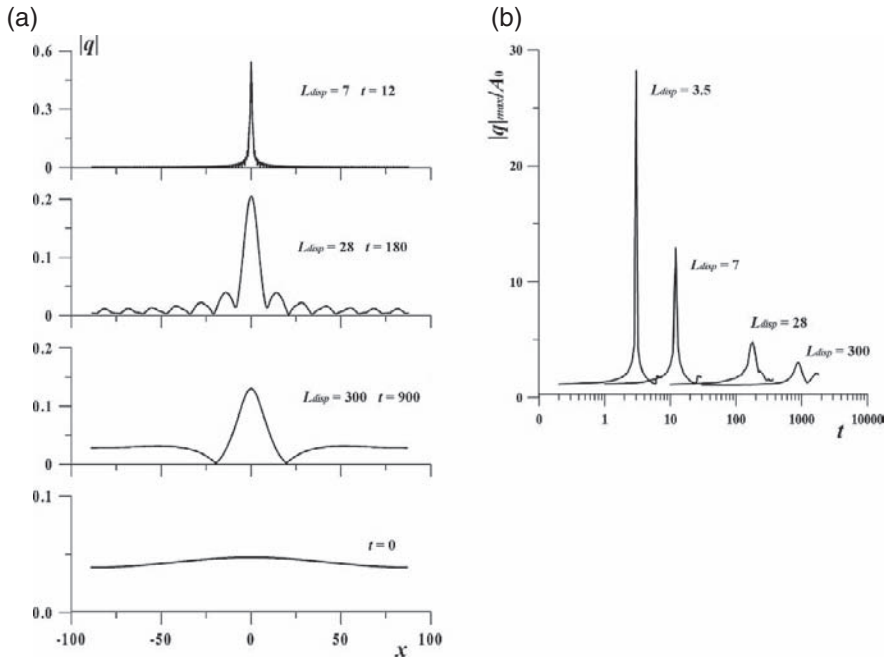 (a)
|q|
0.6
0.3
0
L_disp = 7 t = 12
0.2
0.1
0
L_disp = 28 t = 180
0.2
0.1
0
L_disp = 300 t = 900
0.1
0.0
t = 0
-100 -50 0 50 100
x
(b)
|q|max/A0
30
20
10
0
L_disp = 3.5
L_disp = 7
L_disp = 28
L_disp = 300
0 1 10 100 1000 10000
t